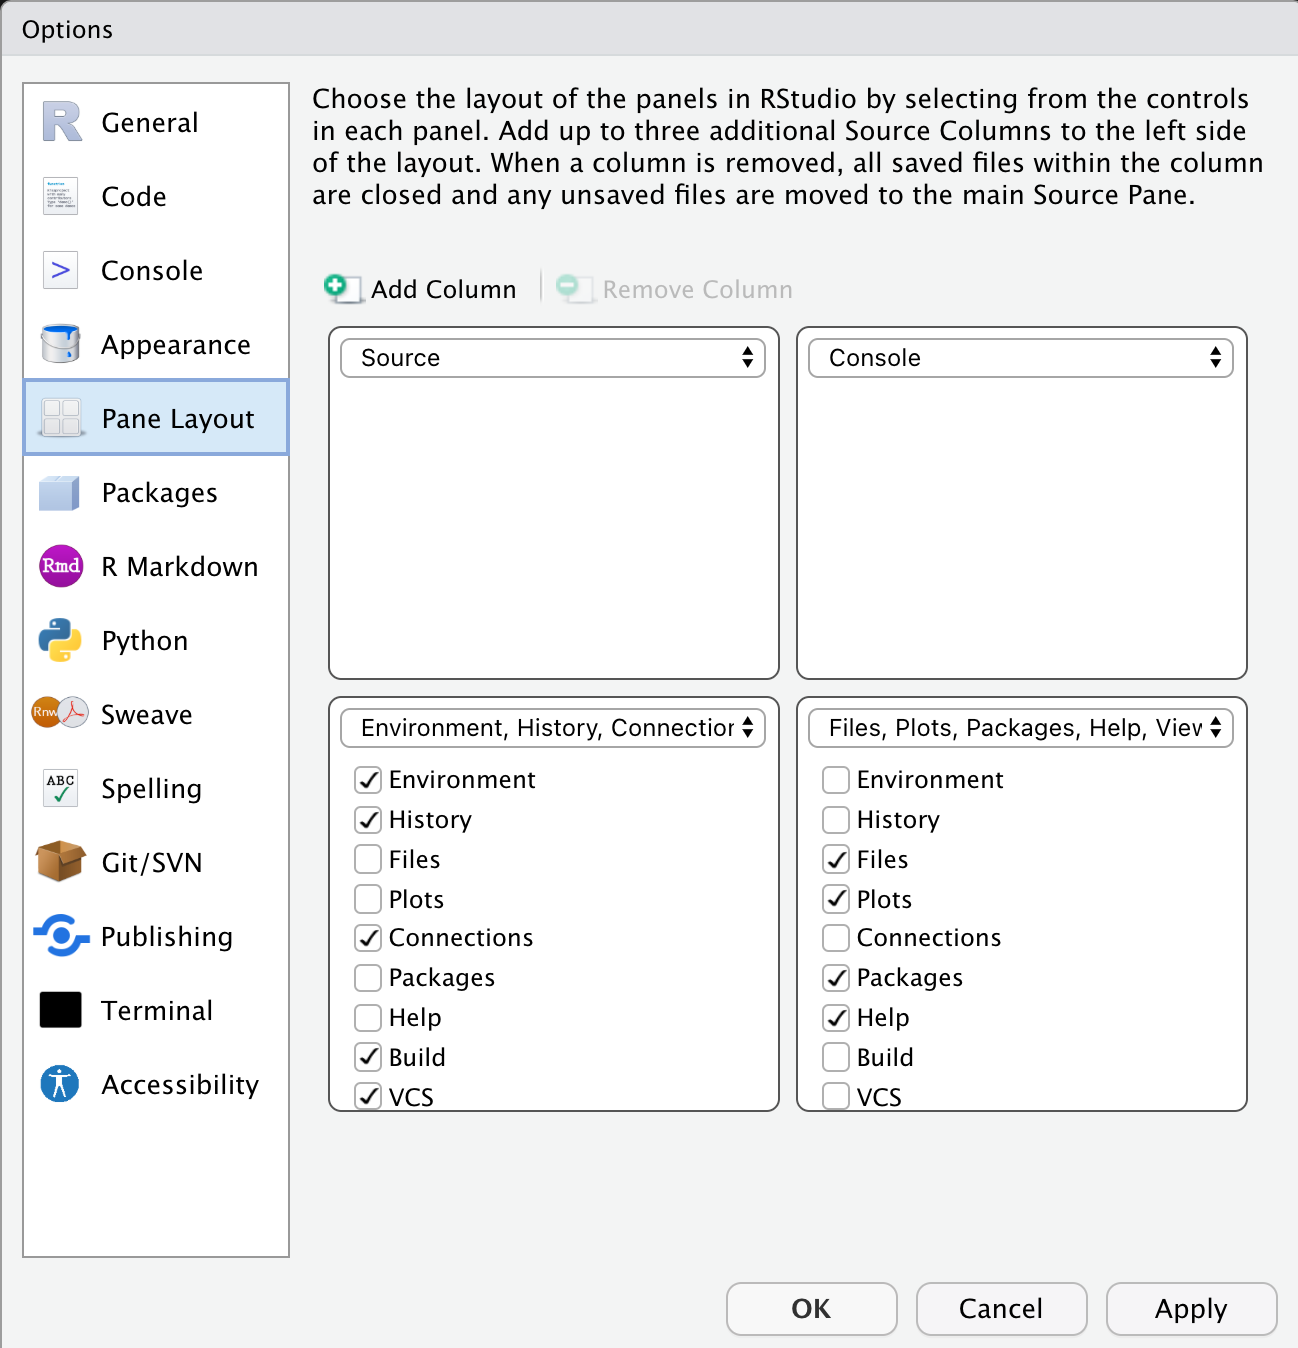 Options
General
Code
Console
Appearance
Pane Layout
Packages
Rmd
R Markdown
Python
Rnw
Sweave
ABC
Spelling
Git/SVN
Publishing
Terminal
Accessibility
Choose the layout of the panels in RStudio by selecting from the controls
in each panel. Add up to three additional Source Columns to the left side
of the layout. When a column is removed, all saved files within the column
are closed and any unsaved files are moved to the main Source Pane.
Add Column
Remove Column
Source
Console
Environment, History, Connection
Environment
History
Files
Plots
Connections
Packages
Help
Build
VCS
Files, Plots, Packages, Help, View
Environment
History
Files
Plots
Connections
Packages
Help
Build
VCS
OK
Cancel
Apply